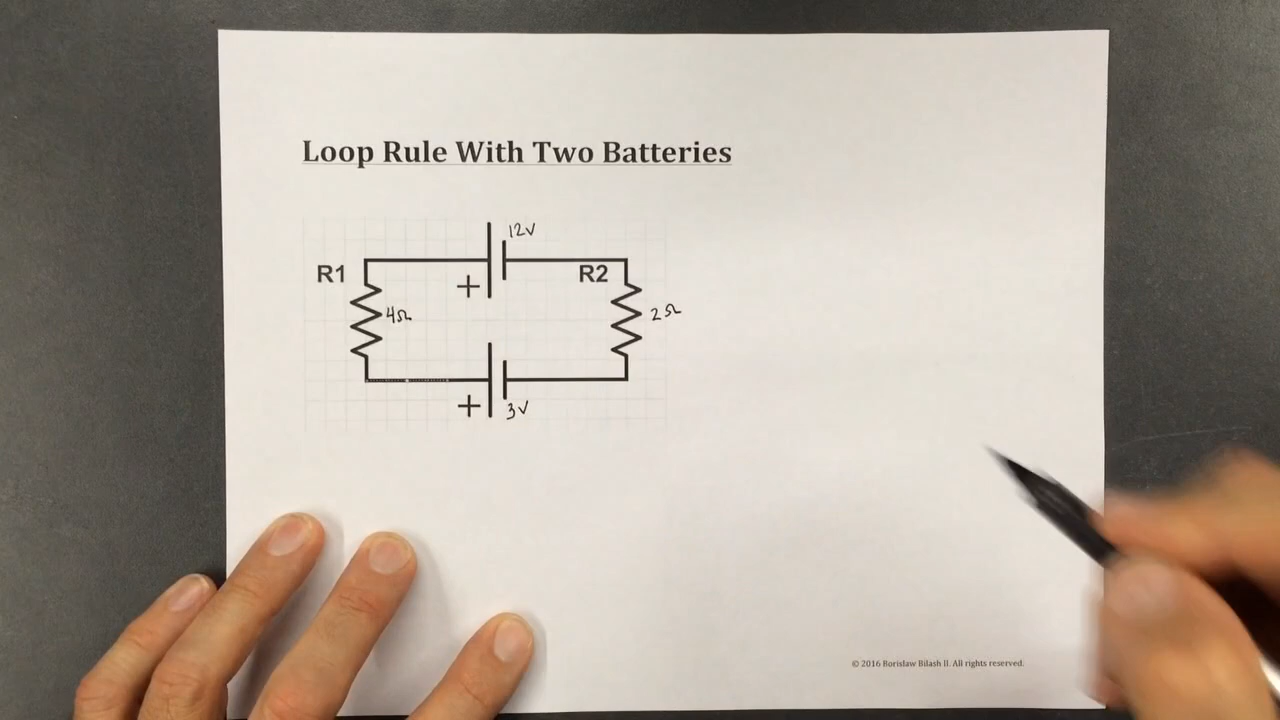 Loop Rule With Two Batteries
12V
R1
R2
+
4Ω
2Ω
+
3V
© 2016 Borislaw Bilash II. All rights reserved.